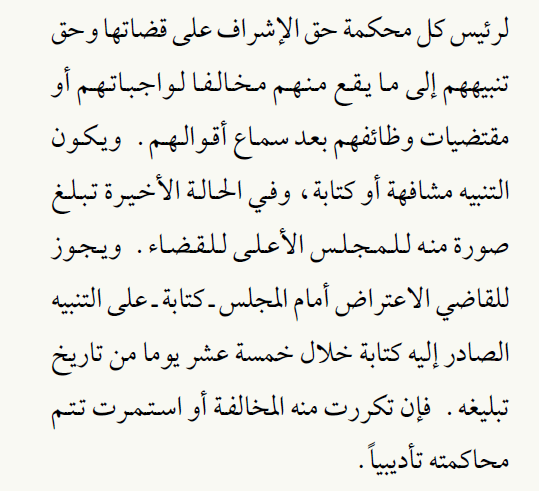 لرئيس كل محكمة حق الإشراف على قضاتها وحق
تنبيههم إلى ما يقع منهم مخالفا لواجباتهم أو
مقتضيات وظائفهم بعد سماع أقوالهم . ويكون
التنبيه مشافهة أو كتابة ، وفي الحالة الأخيرة تبلغ
صورة منه للمجلس الأعلى للقضاء . ويجوز
للقاضي الاعتراض أمام المجلس ـ كتابة ـ على التنبيه
الصادر إليه كتابة خلال خمسة عشر يوما من تاريخ
تبليغه . فإن تكررت منه المخالفة أو استمرت تتم
محاكمته تأديبياً .